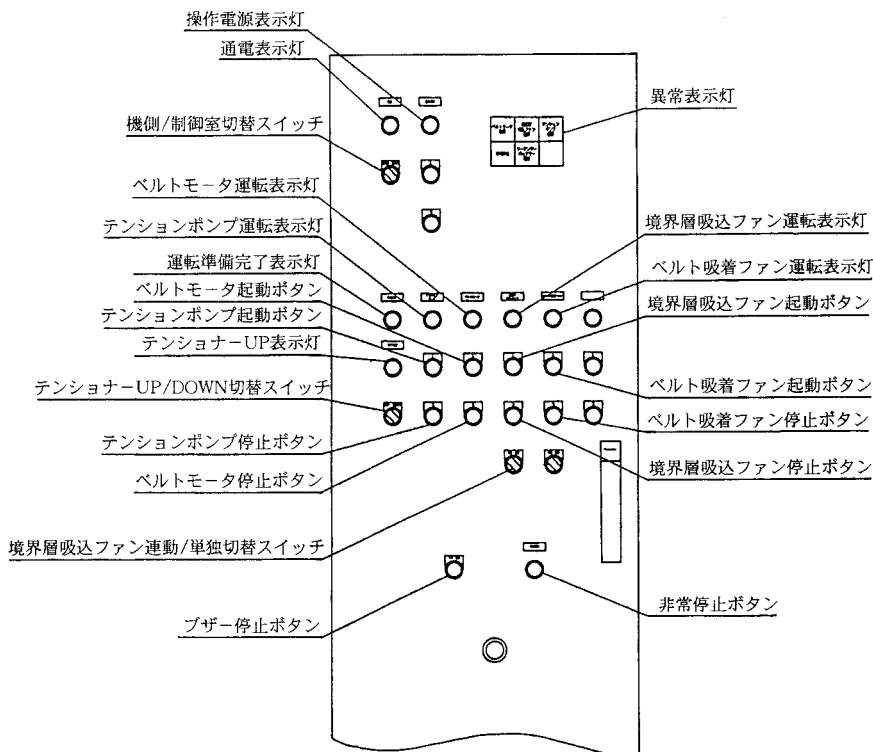 操作電源表示灯
通電表示灯
機側/制御室切替スイッチ
ベルトモータ運転表示灯
テンションポンプ運転表示灯
運転準備完了表示灯
ベルトモータ起動ボタン
テンションポンプ起動ボタン
テンショナーUP表示灯
テンショナーUP/DOWN切替スイッチ
テンションポンプ停止ボタン
ベルトモータ停止ボタン
境界層吸込ファン連動/単独切替スイッチ
ブザー停止ボタン
異常表示灯
境界層吸込ファン運転表示灯
ベルト吸着ファン運転表示灯
境界層吸込ファン起動ボタン
ベルト吸着ファン起動ボタン
ベルト吸着ファン停止ボタン
境界層吸込ファン停止ボタン
非常停止ボタン